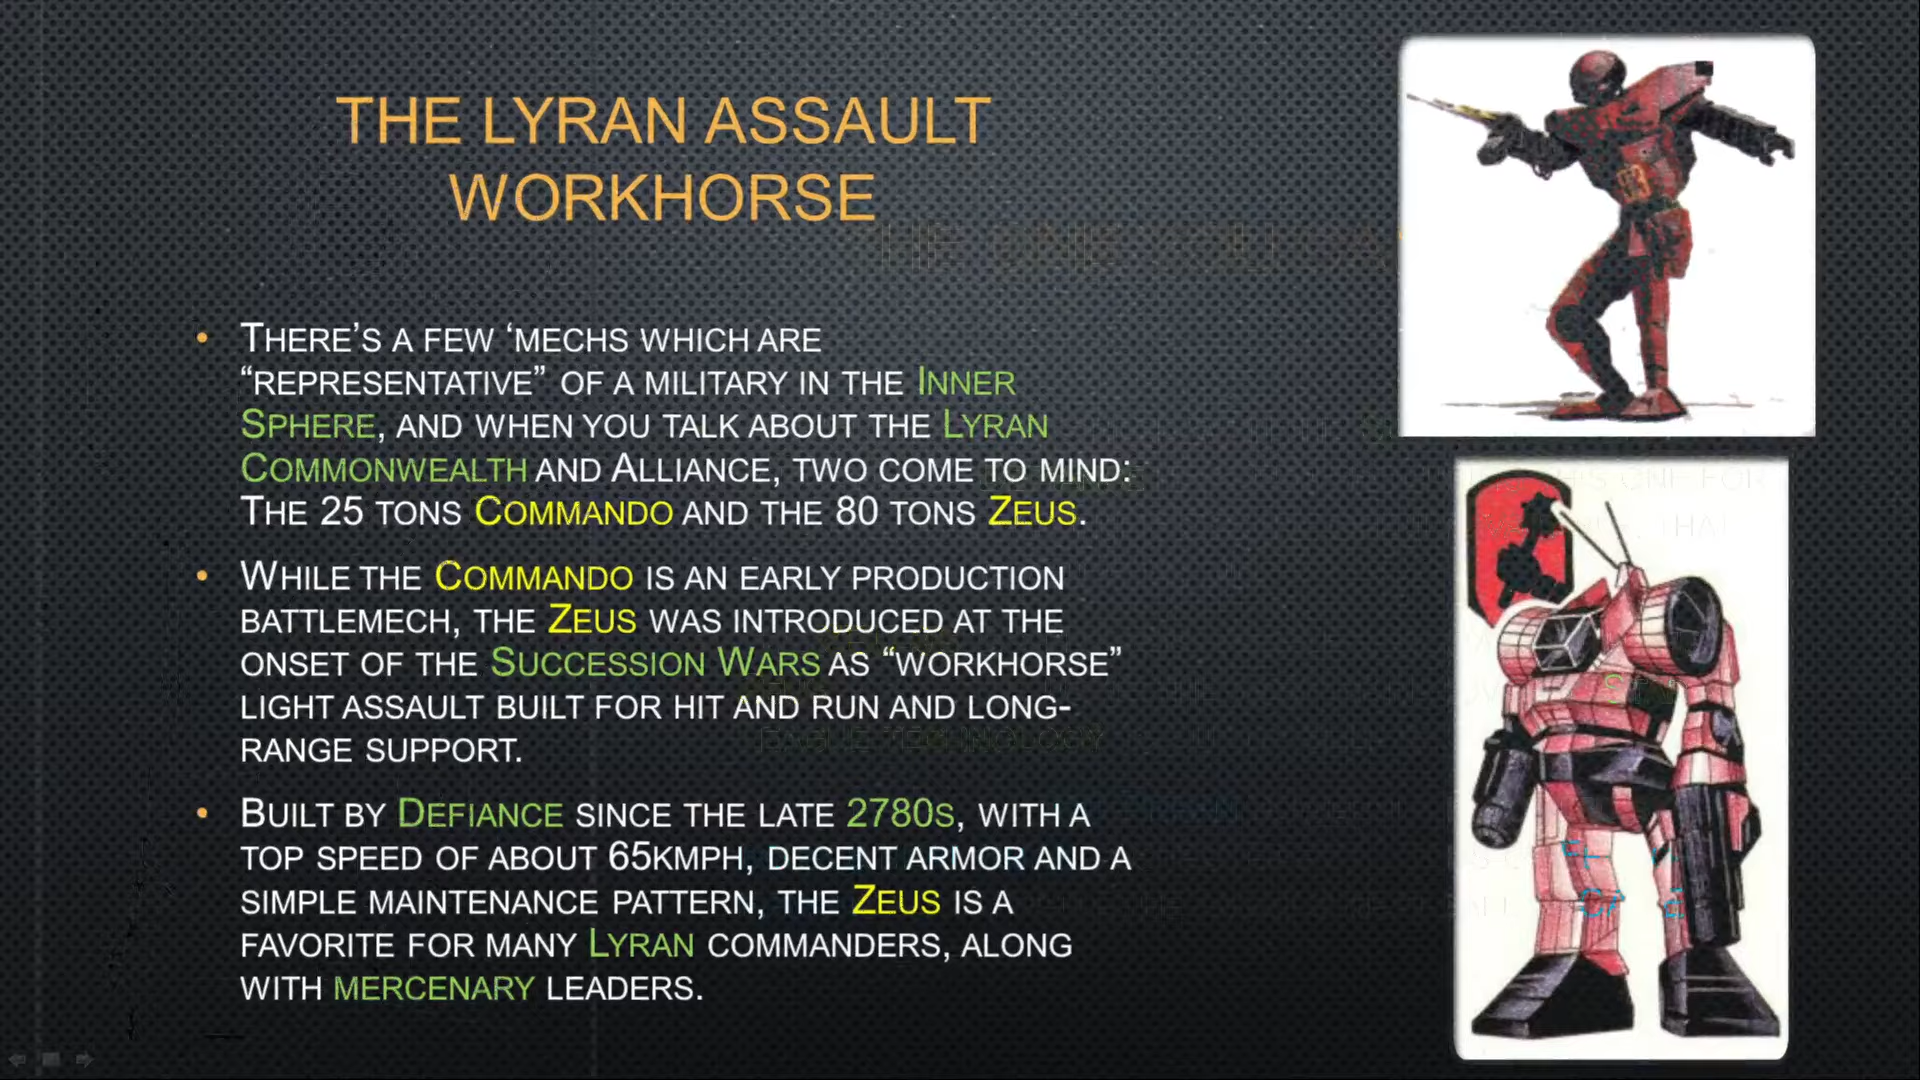 THE LYRAN ASSAULT
WORKHORSE
• THERE’S A FEW ‘MECHS WHICH ARE
“REPRESENTATIVE” OF A MILITARY IN THE INNER
SPHERE, AND WHEN YOU TALK ABOUT THE LYRAN
COMMONWEALTH AND ALLIANCE, TWO COME TO MIND:
THE 25 TONS COMMANDO AND THE 80 TONS ZEUS.
• WHILE THE COMMANDO IS AN EARLY PRODUCTION
BATTLEMECH, THE ZEUS WAS INTRODUCED AT THE
ONSET OF THE SUCCESSION WARS AS “WORKHORSE”
LIGHT ASSAULT BUILT FOR HIT AND RUN AND LONG-
RANGE SUPPORT.
• BUILT BY DEFIANCE SINCE THE LATE 2780S, WITH A
TOP SPEED OF ABOUT 65KMPH, DECENT ARMOR AND A
SIMPLE MAINTENANCE PATTERN, THE ZEUS IS A
FAVORITE FOR MANY LYRAN COMMANDERS, ALONG
WITH MERCENARY LEADERS.